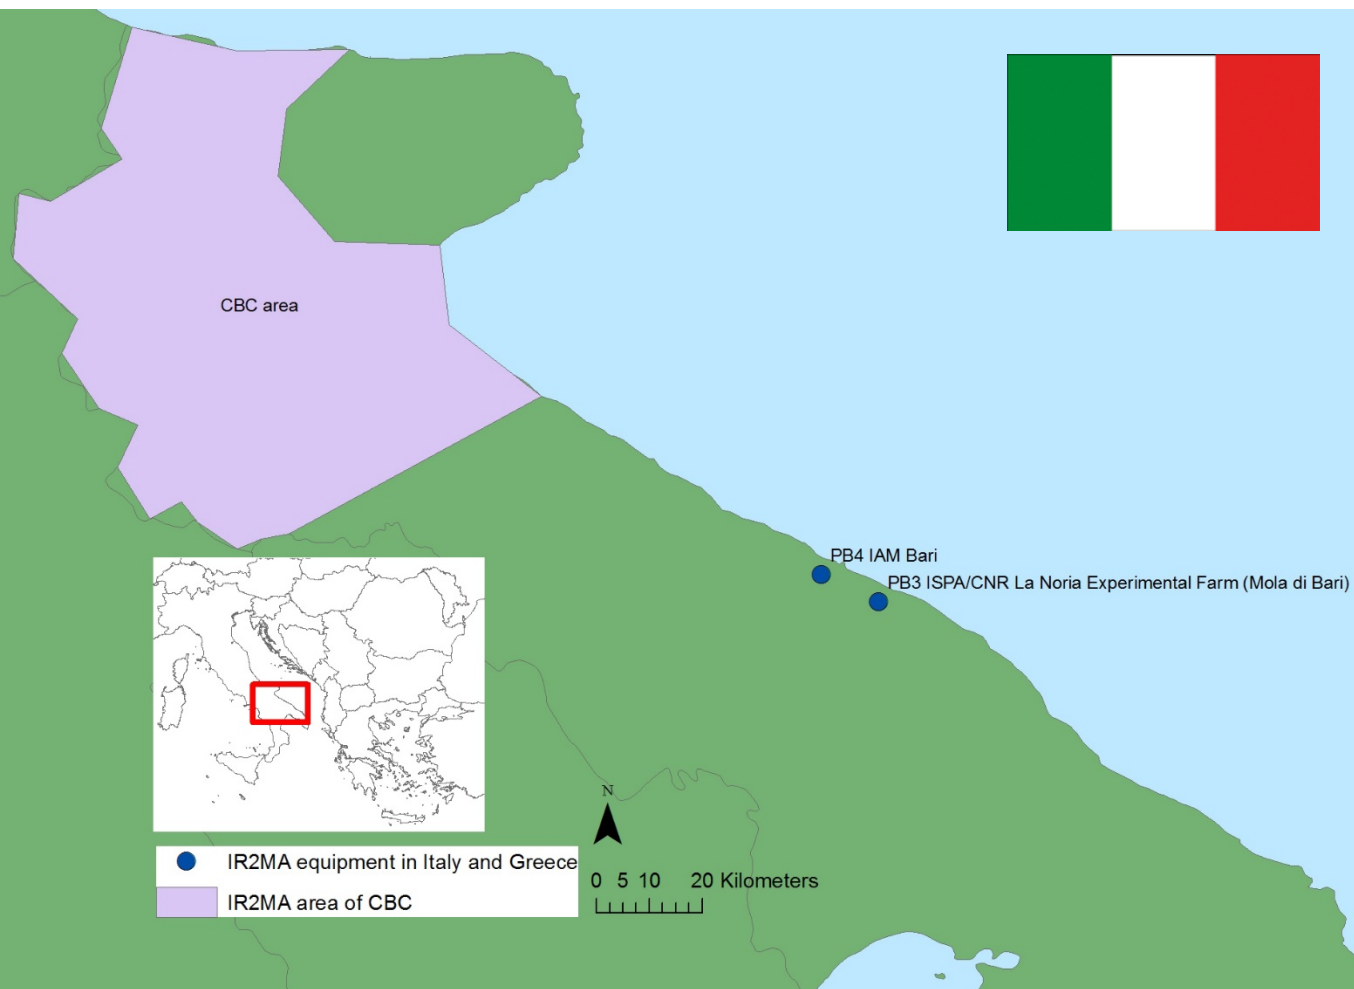 CBC area
PB4 IAM Bari
PB3 ISPA/CNR La Noria Experimental Farm (Mola di Bari)
N
IR2MA equipment in Italy and Greece
0 5 10 20 Kilometers
IR2MA area of CBC